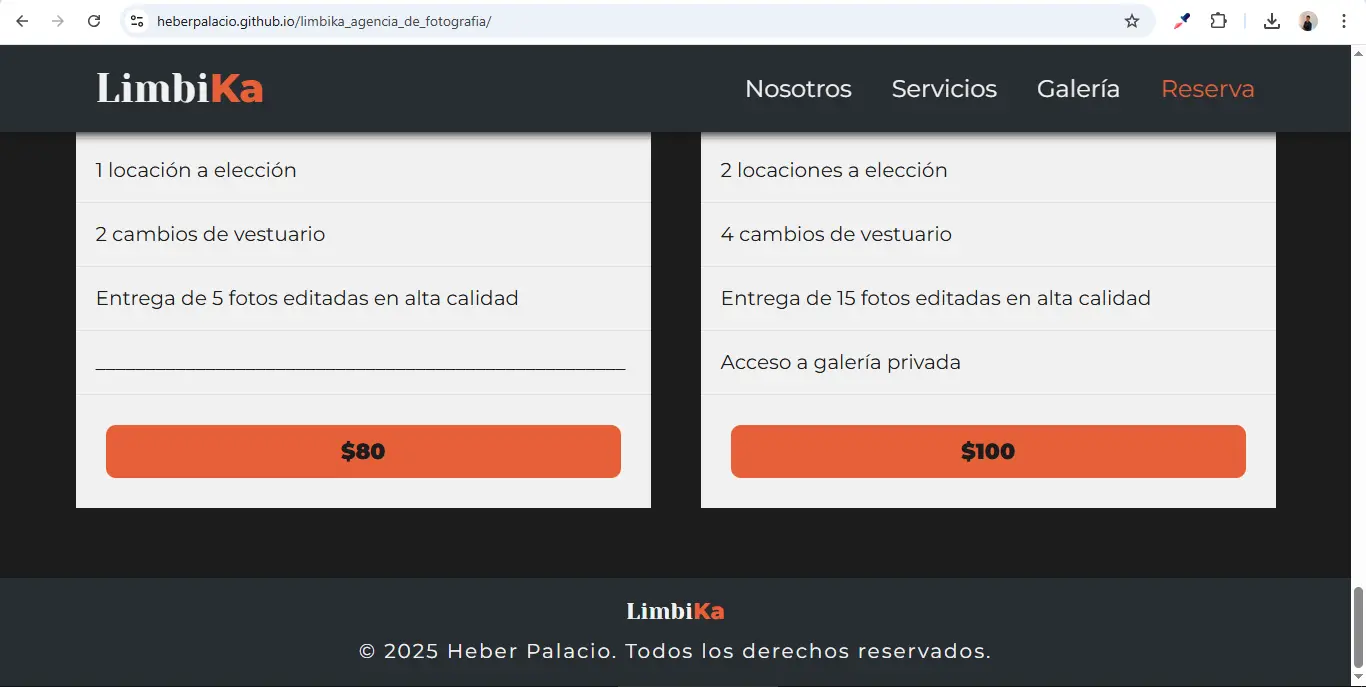 heberpalacio.github.io/limbika_agencia_de_fotografia/
LimbiKa
Nosotros Servicios Galería Reserva
1 locación a elección
2 cambios de vestuario
Entrega de 5 fotos editadas en alta calidad
_____________________________________________
$80
2 locaciones a elección
4 cambios de vestuario
Entrega de 15 fotos editadas en alta calidad
Acceso a galería privada
$100
LimbiKa
© 2025 Heber Palacio. Todos los derechos reservados.